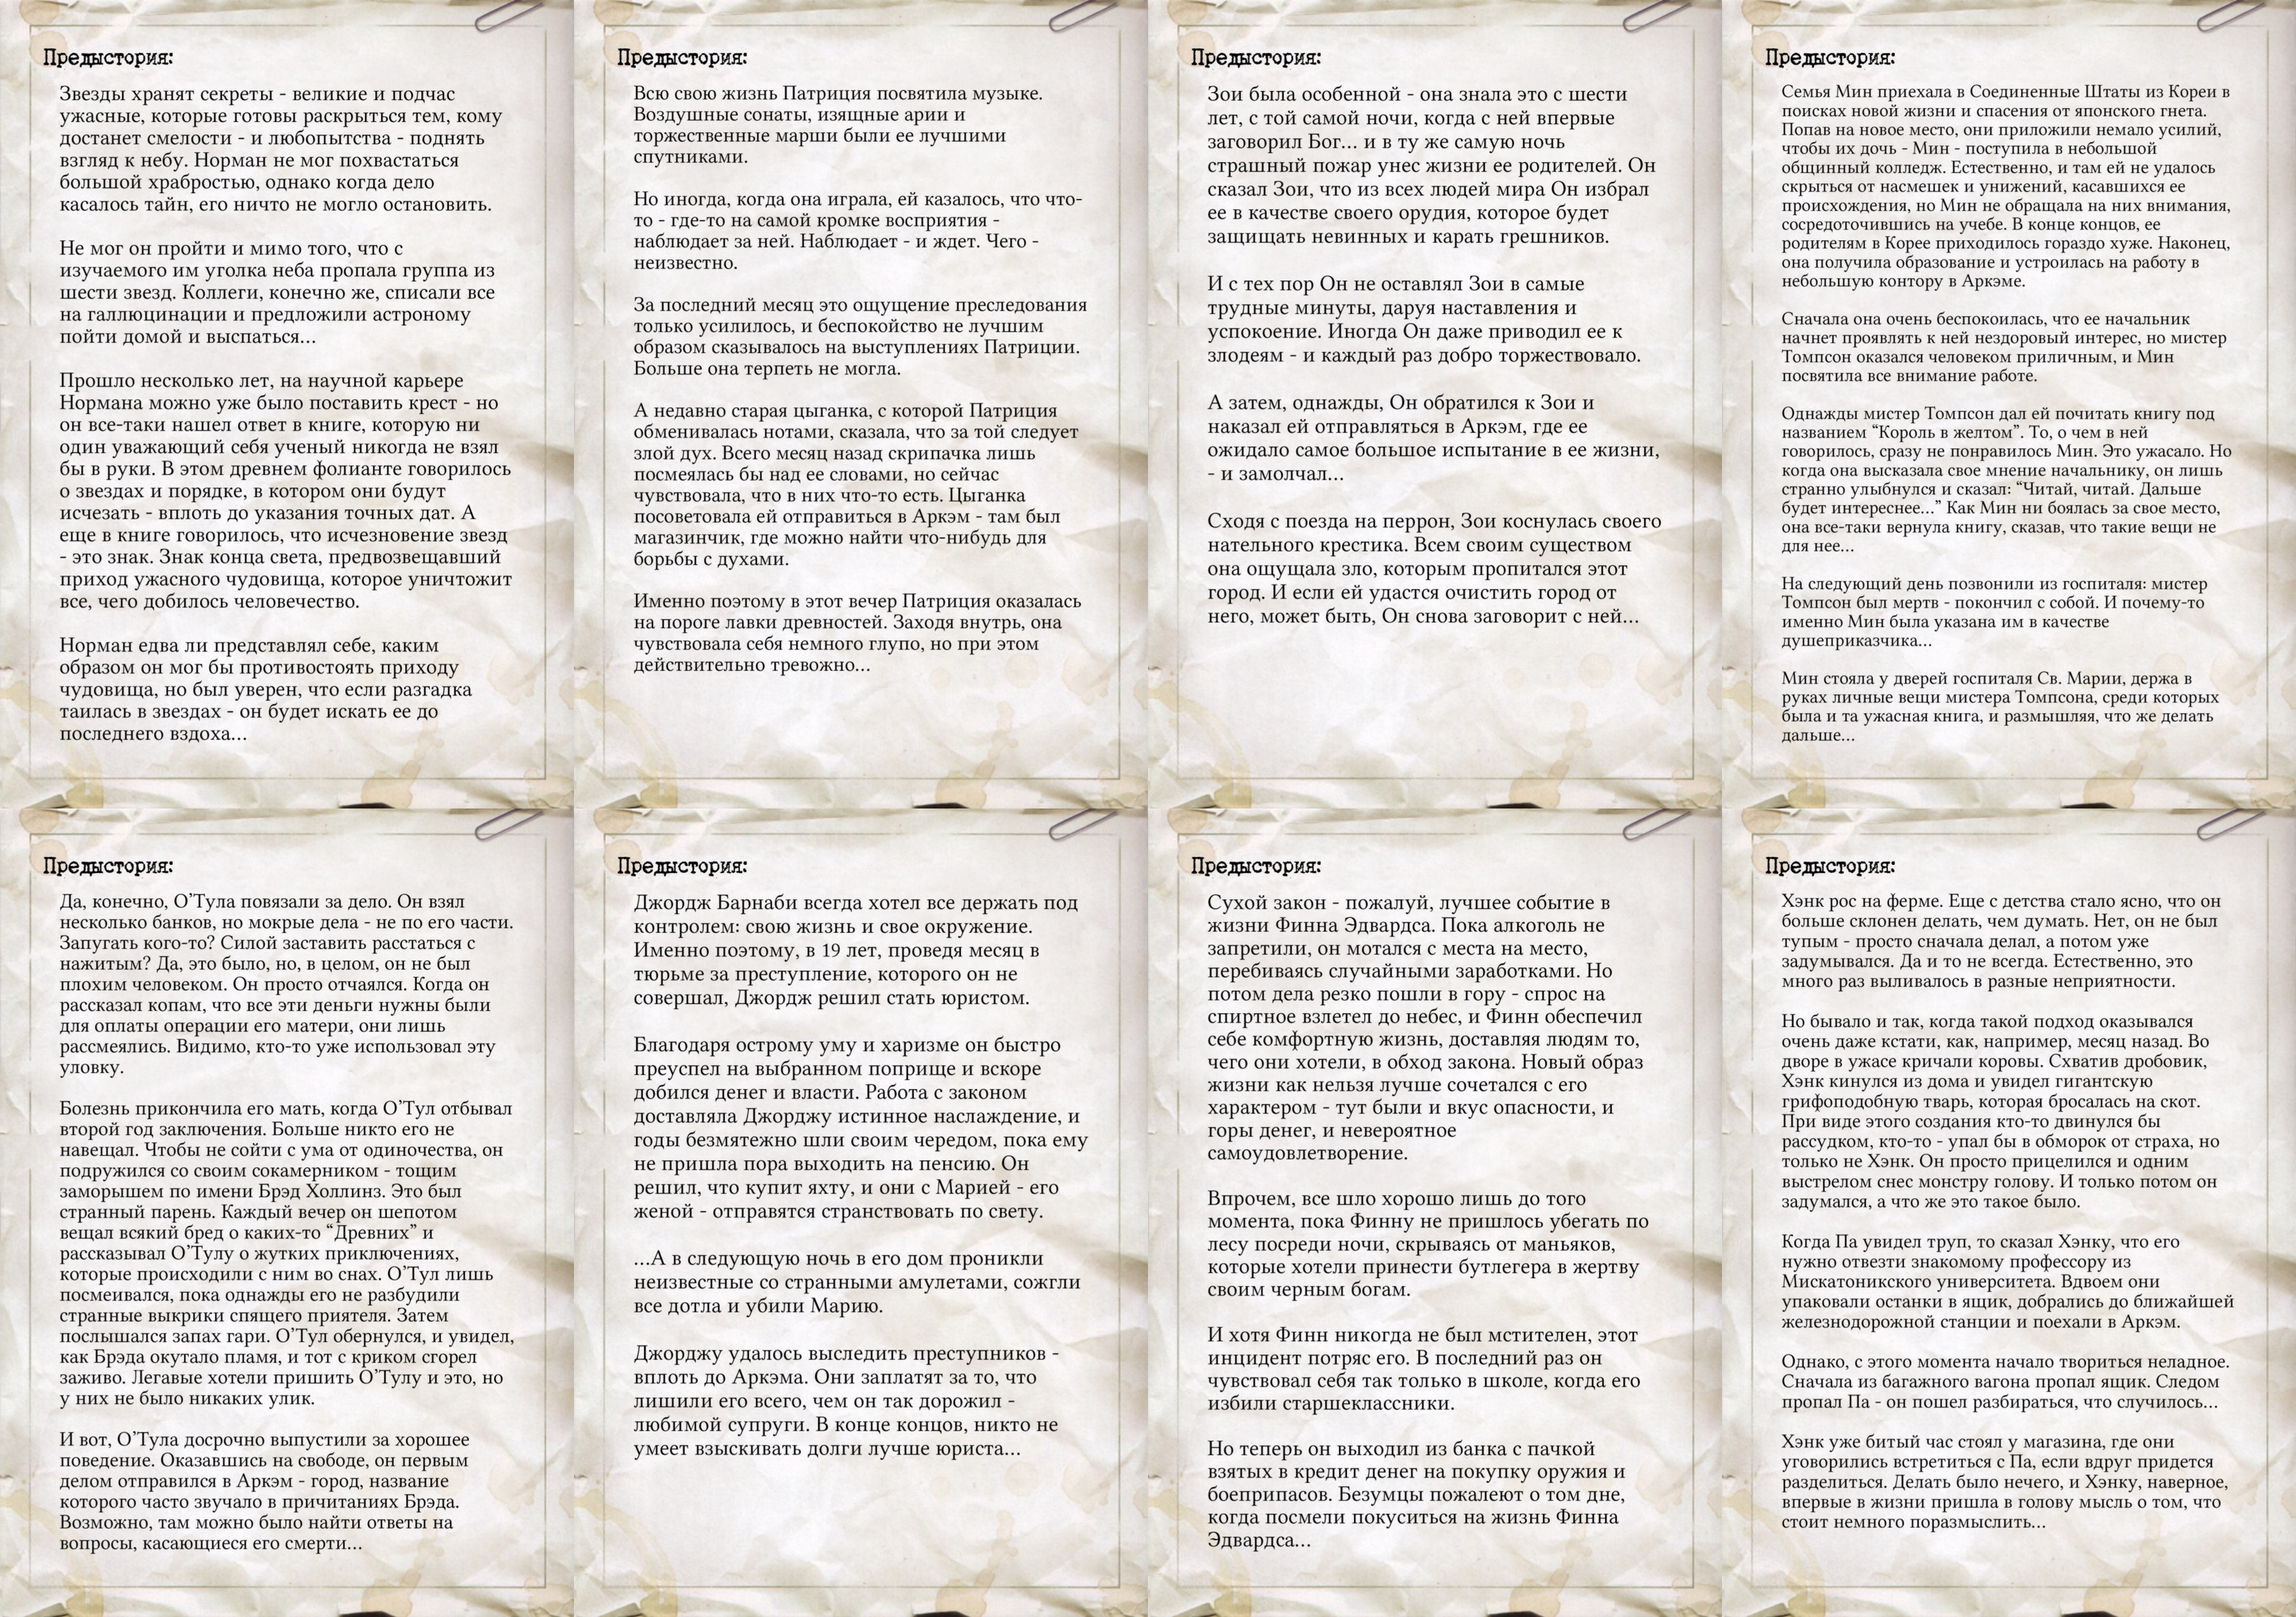 Предыстория:
Звезды хранят секреты - великие и подчас
ужасные, которые готовы раскрыться тем, кому
достанет смелости - и любопытства - поднять
взгляд к небу. Норман не мог похвастаться
большой храбростью, однако когда дело
касалось тайн, его ничто не могло остановить.
Не мог он пройти и мимо того, что с
изучаемого им уголка неба пропала группа из
шести звезд. Коллеги, конечно же, списали все
на галлюцинации и предложили астроному
пойти домой и выспаться...
Прошло несколько лет, на научной карьере
Нормана можно уже было поставить крест - но
он все-таки нашел ответ в книге, которую ни
один уважающий себя ученый никогда не взял
бы в руки. В этом древнем фолианте говорилось
о звездах и порядке, в котором они будут
исчезать - вплоть до указания точных дат. А
еще в книге говорилось, что исчезновение звезд
- это знак. Знак конца света, предвозвещавший
приход ужасного чудовища, которое уничтожит
все, чего добилось человечество.
Норман едва ли представлял себе, каким
образом он мог бы противостоять приходу
чудовища, но был уверен, что если разгадка
таилась в звездах - он будет искать ее до
последнего вздоха...
Предыстория:
Всю свою жизнь Патриция посвятила музыке.
Воздушные сонаты, изящные арии и
торжественные марши были ее лучшими
спутниками.
Но иногда, когда она играла, ей казалось, что что-
то - где-то на самой кромке восприятия -
наблюдает за ней. Наблюдает - и ждет. Чего -
неизвестно.
За последний месяц это ощущение преследования
только усилилось, и беспокойство не лучшим
образом сказывалось на выступлениях Патриции.
Больше она терпеть не могла.
А недавно старая цыганка, с которой Патриция
обменивалась нотами, сказала, что за той следует
злой дух. Всего месяц назад скрипачка лишь
посмеялась бы над ее словами, но сейчас
чувствовала, что в них что-то есть. Цыганка
посоветовала ей отправиться в Аркэм - там был
магазинчик, где можно найти что-нибудь для
борьбы с духами.
Именно поэтому в этот вечер Патриция оказалась
на пороге лавки древностей. Заходя внутрь, она
чувствовала себя немного глупо, но при этом
действительно тревожно...
Предыстория:
Зои была особенной - она знала это с шести
лет, с той самой ночи, когда с ней впервые
заговорил Бог... и в ту же самую ночь
страшный пожар унес жизни ее родителей. Он
сказал Зои, что из всех людей мира Он избрал
ее в качестве своего орудия, которое будет
защищать невинных и карать грешников.
И с тех пор Он не оставлял Зои в самые
трудные минуты, даруя наставления и
успокоение. Иногда Он даже приводил ее к
злодеям - и каждый раз добро торжествовало.
А затем, однажды, Он обратился к Зои и
наказал ей отправляться в Аркэм, где ее
ожидало самое большое испытание в ее жизни,
- и замолчал...
Сходя с поезда на перрон, Зои коснулась своего
нательного крестика. Всем своим существом
она ощущала зло, которым пропитался этот
город. И если ей удастся очистить город от
него, может быть, Он снова заговорит с ней...
Предыстория:
Семья Мин приехала в Соединенные Штаты из Кореи в
поисках новой жизни и спасения от японского гнета.
Попав на новое место, они приложили немало усилий,
чтобы их дочь - Мин - поступила в небольшой
общинный колледж. Естественно, и там ей не удалось
скрыться от насмешек и унижений, касавшихся ее
происхождения, но Мин не обращала на них внимания,
сосредоточившись на учебе. В конце концов, ее
родителям в Корее приходилось гораздо хуже. Наконец,
она получила образование и устроилась на работу в
небольшую контору в Аркэме.
Сначала она очень беспокоилась, что ее начальник
начнет проявлять к ней нездоровый интерес, но мистер
Томпсон оказался человеком приличным, и Мин
посвятила все внимание работе.
Однажды мистер Томпсон дал ей почитать книгу под
названием “Король в желтом”. То, о чем в ней
говорилось, сразу не понравилось Мин. Это ужасало. Но
когда она высказала свое мнение начальнику, он лишь
странно улыбнулся и сказал: “Читай, читай. Дальше
будет интереснее...” Как Мин ни боялась за свое место,
она все-таки вернула книгу, сказав, что такие вещи не
для нее...
На следующий день позвонили из госпиталя: мистер
Томпсон был мертв - покончил с собой. И почему-то
именно Мин была указана им в качестве
душеприказчика...
Мин стояла у дверей госпиталя Св. Марии, держа в
руках личные вещи мистера Томпсона, среди которых
была и та ужасная книга, и размышляя, что же делать
дальше...
Предыстория:
Да, конечно, О’Тула повязали за дело. Он взял
несколько банков, но мокрые дела - не по его части.
Запугать кого-то? Силой заставить расстаться с
нажитым? Да, это было, но, в целом, он не был
плохим человеком. Он просто отчаялся. Когда он
рассказал копам, что все эти деньги нужны были
для оплаты операции его матери, они лишь
рассмеялись. Видимо, кто-то уже использовал эту
уловку.
Болезнь прикончила его мать, когда О’Тул отбывал
второй год заключения. Больше никто его не
навещал. Чтобы не сойти с ума от одиночества, он
подружился со своим сокамерником - тощим
заморышем по имени Брэд Холлинз. Это был
странный парень. Каждый вечер он шепотом
вещал всякий бред о каких-то “Древних” и
рассказывал О’Тулу о жутких приключениях,
которые происходили с ним во снах. О’Тул лишь
посмеивался, пока однажды его не разбудили
странные выкрики спящего приятеля. Затем
послышался запах гари. О’Тул обернулся, и увидел,
как Брэда окутало пламя, и тот с криком сгорел
заживо. Легавые хотели пришить О’Тулу и это, но
у них не было никаких улик.
И вот, О’Тула досрочно выпустили за хорошее
поведение. Оказавшись на свободе, он первым
делом отправился в Аркэм - город, название
которого часто звучало в причитаниях Брэда.
Возможно, там можно было найти ответы на
вопросы, касающиеся его смерти...
Предыстория:
Джордж Барнаби всегда хотел все держать под
контролем: свою жизнь и свое окружение.
Именно поэтому, в 19 лет, проведя месяц в
тюрьме за преступление, которого он не
совершал, Джордж решил стать юристом.
Благодаря острому уму и харизме он быстро
преуспел на выбранном поприще и вскоре
добился денег и власти. Работа с законом
доставляла Джорджу истинное наслаждение, и
годы безмятежно шли своим чередом, пока ему
не пришла пора выходить на пенсию. Он
решил, что купит яхту, и они с Марией - его
женой - отправятся странствовать по свету.
...А в следующую ночь в его дом проникли
неизвестные со странными амулетами, сожгли
все дотла и убили Марию.
Джорджу удалось выследить преступников -
вплоть до Аркэма. Они заплатят за то, что
лишили его всего, чем он так дорожил -
любимой супруги. В конце концов, никто не
умеет взыскивать долги лучше юриста...
Предыстория:
Сухой закон - пожалуй, лучшее событие в
жизни Финна Эдвардса. Пока алкоголь не
запретили, он мотался с места на место,
перебиваясь случайными заработками. Но
потом дела резко пошли в гору - спрос на
спиртное взлетел до небес, и Финн обеспечил
себе комфортную жизнь, доставляя людям то,
чего они хотели, в обход закона. Новый образ
жизни как нельзя лучше сочетался с его
характером - тут были и вкус опасности, и
горы денег, и невероятное
самоудовлетворение.
Впрочем, все шло хорошо лишь до того
момента, пока Финну не пришлось убегать по
лесу посреди ночи, скрываясь от маньяков,
которые хотели принести бутлегера в жертву
своим черным богам.
И хотя Финн никогда не был мстителен, этот
инцидент потряс его. В последний раз он
чувствовал себя так только в школе, когда его
избили старшеклассники.
Но теперь он выходил из банка с пачкой
взятых в кредит денег на покупку оружия и
боеприпасов. Безумцы пожалеют о том дне,
когда посмели покуситься на жизнь Финна
Эдвардса...
Предыстория:
Хэнк рос на ферме. Еще с детства стало ясно, что он
больше склонен делать, чем думать. Нет, он не был
тупым - просто сначала делал, а потом уже
задумывался. Да и то не всегда. Естественно, это
много раз выливалось в разные неприятности.
Но бывало и так, когда такой подход оказывался
очень даже кстати, как, например, месяц назад. Во
дворе в ужасе кричали коровы. Схватив дробовик,
Хэнк кинулся из дома и увидел гигантскую
грифоподобную тварь, которая бросалась на скот.
При виде этого создания кто-то двинулся бы
рассудком, кто-то - упал бы в обморок от страха, но
только не Хэнк. Он просто прицелился и одним
выстрелом снес монстру голову. И только потом он
задумался, а что же это такое было.
Когда Па увидел труп, то сказал Хэнку, что его
нужно отвезти знакомому профессору из
Мискатоникского университета. Вдвоем они
упаковали останки в ящик, добрались до ближайшей
железнодорожной станции и поехали в Аркэм.
Однако, с этого момента начало твориться неладное.
Сначала из багажного вагона пропал ящик. Следом
пропал Па - он пошел разбираться, что случилось...
Хэнк уже битый час стоял у магазина, где они
уговорились встретиться с Па, если вдруг придется
разделиться. Делать было нечего, и Хэнку, наверное,
впервые в жизни пришла в голову мысль о том, что
стоит немного поразмыслить...